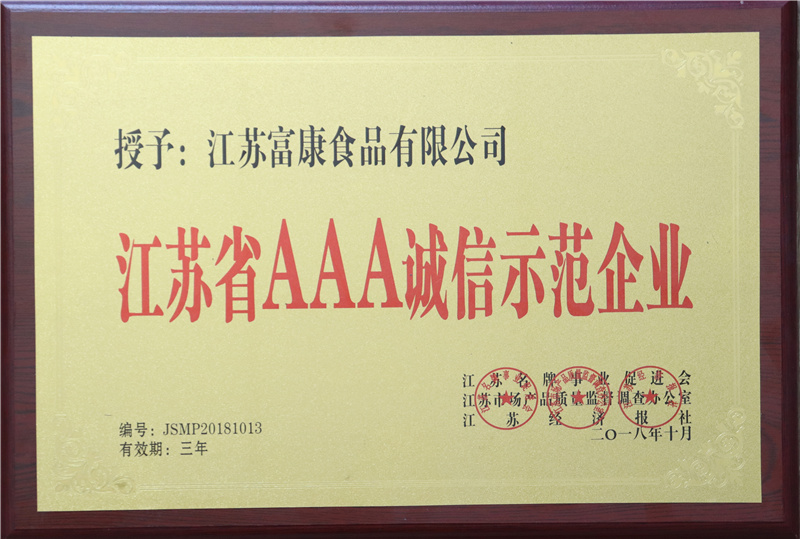 授予：江苏富康食品有限公司
江苏省AAA诚信示范企业
江苏名牌事业促进会
江苏市场产品质量监督调查办公室
江苏经济报社
二〇一八年十月
编号：JSMP20181013
有效期：三年